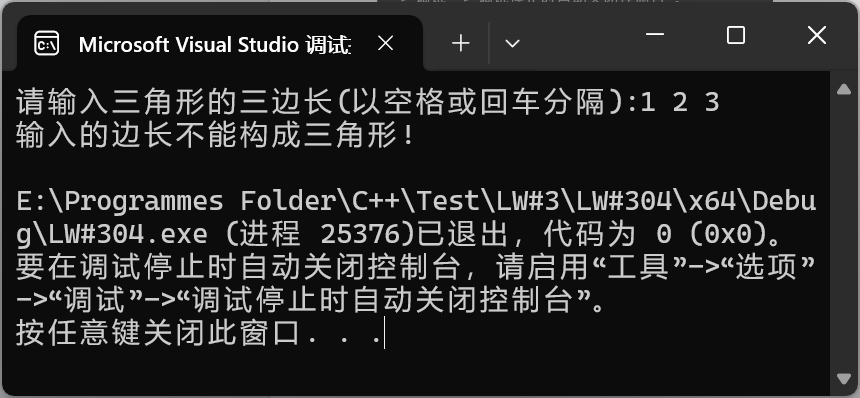 Microsoft Visual Studio 调试
请输入三角形的三边长(以空格或回车分隔):1 2 3
输入的边长不能构成三角形!
E:\Programmes Folder\C++\Test\LW#3\LW#304\x64\Debu
g\LW#304.exe (进程 25376)已退出，代码为 0 (0x0)。
要在调试停止时自动关闭控制台，请启用“工具”->“选项”
->“调试”->“调试停止时自动关闭控制台”。
按任意键关闭此窗口. . .